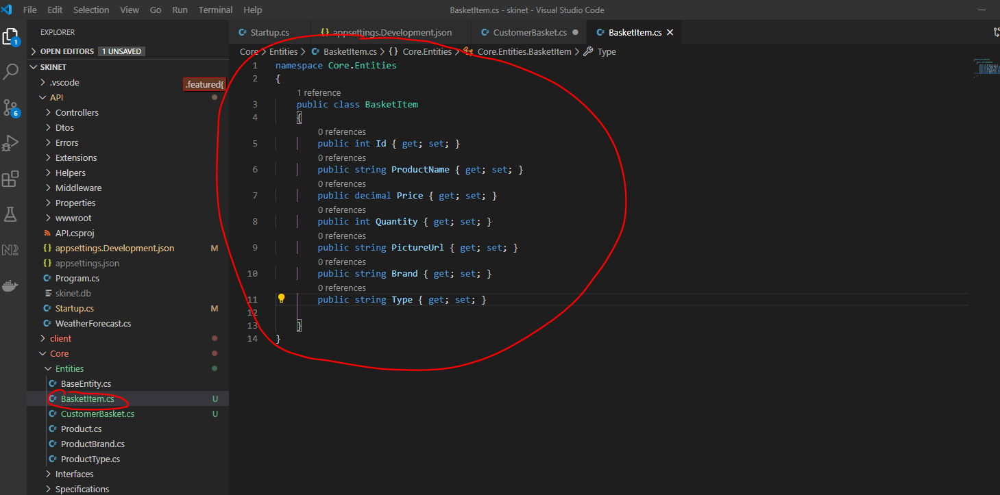 File Edit Selection View Go Run Terminal Help BasketItem.cs - skinet - Visual Studio Code
EXPLORER
OPEN EDITORS 1 UNSAVED
SKINET
.vscode
.featured{
API
Controllers
Dtos
Errors
Extensions
Helpers
Middleware
Properties
wwwroot
API.csproj
{} appsettings.Development.json M
{} appsettings.json
C# Program.cs
skinet.db
C# Startup.cs M
C# WeatherForecast.cs
client
Core
Entities
C# BaseEntity.cs
C# BasketItem.cs U
C# CustomerBasket.cs U
C# Product.cs
C# ProductBrand.cs
C# ProductType.cs
Interfaces
Specifications
1
6
N2
C# Startup.cs {} appsettings.Development.json C# CustomerBasket.cs ● C# BasketItem.cs ✕
Core > Entities > C# BasketItem.cs > {} Core.Entities > Core.Entities.BasketItem > Type
1 namespace Core.Entities
2 {
1 reference
3 public class BasketItem
4 {
0 references
5 public int Id { get; set; }
0 references
6 public string ProductName { get; set; }
0 references
7 public decimal Price { get; set; }
0 references
8 public int Quantity { get; set; }
0 references
9 public string PictureUrl { get; set; }
0 references
10 public string Brand { get; set; }
0 references
11 public string Type { get; set; }
12
13 }
14 }